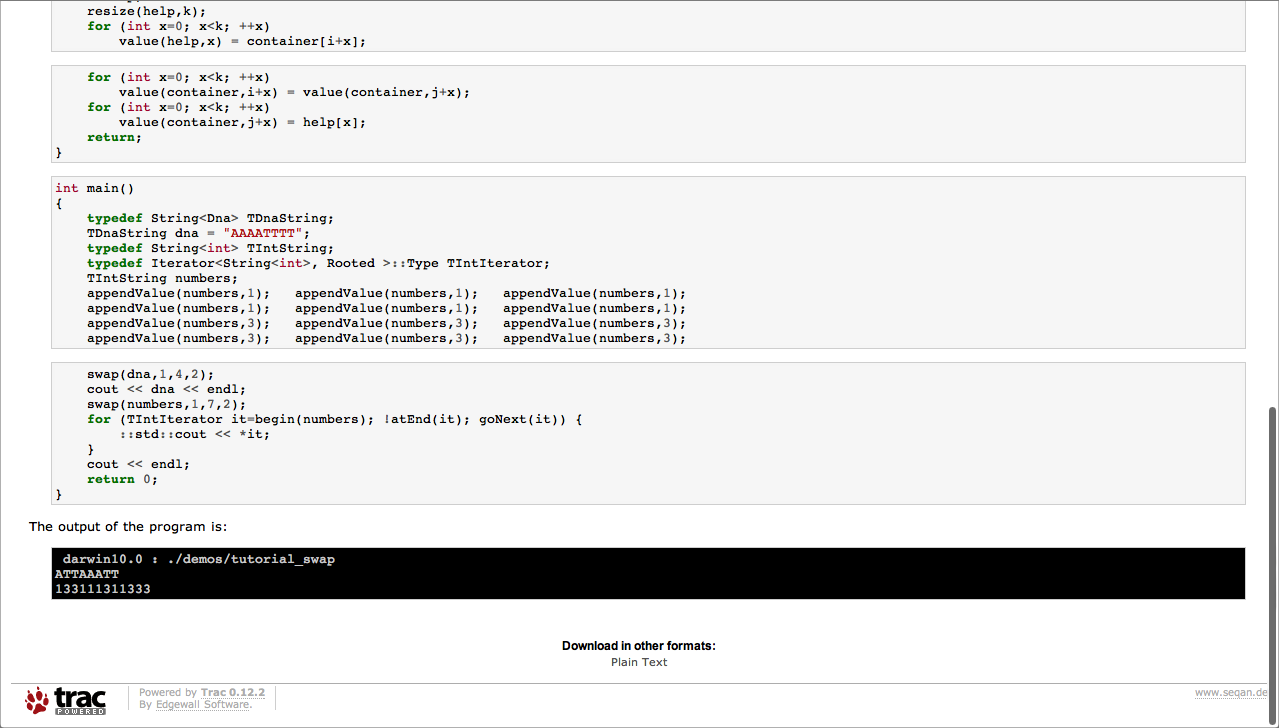 resize(help,k);
for (int x=0; x<k; ++x)
value(help,x) = container[i+x];
for (int x=0; x<k; ++x)
value(container,i+x) = value(container,j+x);
for (int x=0; x<k; ++x)
value(container,j+x) = help[x];
return;
}
int main()
{
typedef String<Dna> TDnaString;
TDnaString dna = "AAAATTTT";
typedef String<int> TIntString;
typedef Iterator<String<int>, Rooted >::Type TIntIterator;
TIntString numbers;
appendValue(numbers,1);   appendValue(numbers,1);   appendValue(numbers,1);
appendValue(numbers,1);   appendValue(numbers,1);   appendValue(numbers,1);
appendValue(numbers,3);   appendValue(numbers,3);   appendValue(numbers,3);
appendValue(numbers,3);   appendValue(numbers,3);   appendValue(numbers,3);
swap(dna,1,4,2);
cout << dna << endl;
swap(numbers,1,7,2);
for (TIntIterator it=begin(numbers); !atEnd(it); goNext(it)) {
::std::cout << *it;
}
cout << endl;
return 0;
}
The output of the program is:
darwin10.0 : ./demos/tutorial_swap
ATTAAATT
133111311333
Download in other formats:
Plain Text
trac
POWERED
Powered by Trac 0.12.2
By Edgewall Software.
www.seqan.de